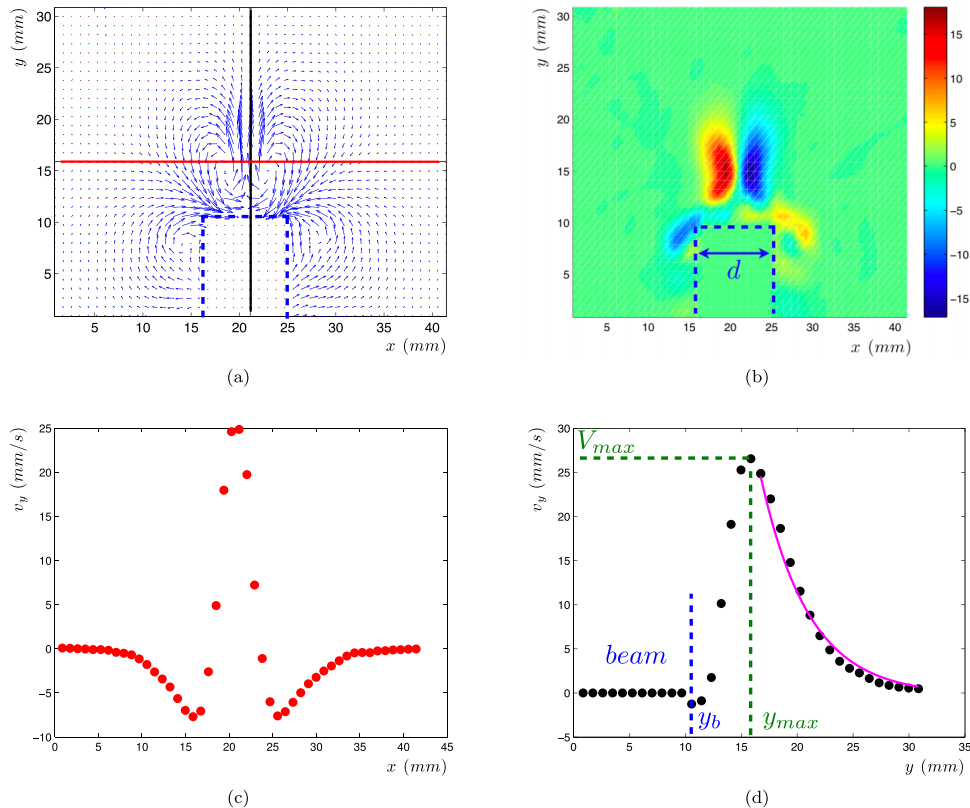 y (mm)
30
25
20
15
10
5
5 10 15 20 25 30 35 40
x (mm)
(a)
y (mm)
30
25
20
15
10
5
d
5 10 15 20 25 30 35 40
x (mm)
15
10
5
0
−5
−10
−15
(b)
v_y (mm/s)
25
20
15
10
5
0
−5
−10
0 5 10 15 20 25 30 35 40 45
x (mm)
(c)
v_y (mm/s)
30
25
20
15
10
5
0
−5
V_max
beam
y_b
y_max
0 5 10 15 20 25 30 35
y (mm)
(d)